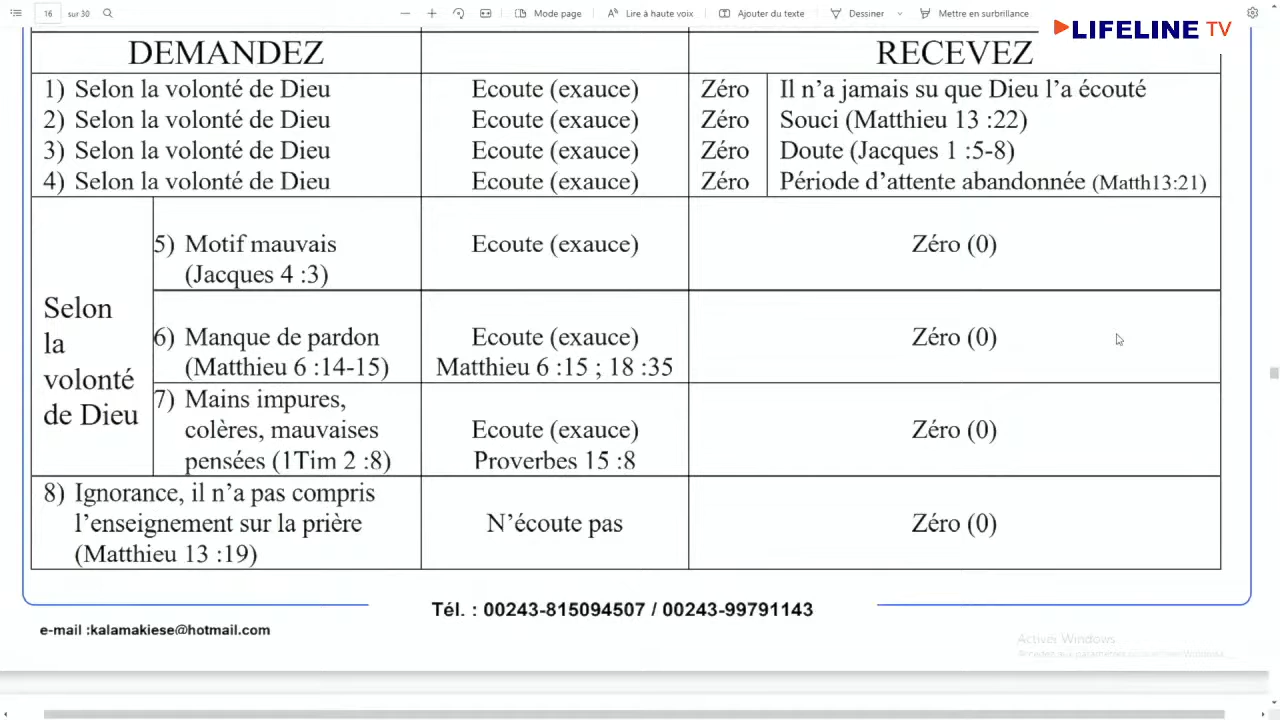 16 sur 30
Mode page
Lire à haute voix
Ajouter du texte
Dessiner
Mettre en surbrillance
LIFELINE TV
DEMANDEZ RECEVEZ
1) Selon la volonté de Dieu Ecoute (exauce) Zéro Il n’a jamais su que Dieu l’a écouté
2) Selon la volonté de Dieu Ecoute (exauce) Zéro Souci (Matthieu 13 :22)
3) Selon la volonté de Dieu Ecoute (exauce) Zéro Doute (Jacques 1 :5-8)
4) Selon la volonté de Dieu Ecoute (exauce) Zéro Période d’attente abandonnée (Matth13:21)
Selon
la
volonté
de Dieu
5) Motif mauvais Ecoute (exauce) Zéro (0)
(Jacques 4 :3)
6) Manque de pardon Ecoute (exauce) Zéro (0)
(Matthieu 6 :14-15) Matthieu 6 :15 ; 18 :35
7) Mains impures,
colères, mauvaises Ecoute (exauce) Zéro (0)
pensées (1Tim 2 :8) Proverbes 15 :8
8) Ignorance, il n’a pas compris
l’enseignement sur la prière N’écoute pas Zéro (0)
(Matthieu 13 :19)
Tél. : 00243-815094507 / 00243-99791143
e-mail :kalamakiese@hotmail.com
Activer Windows